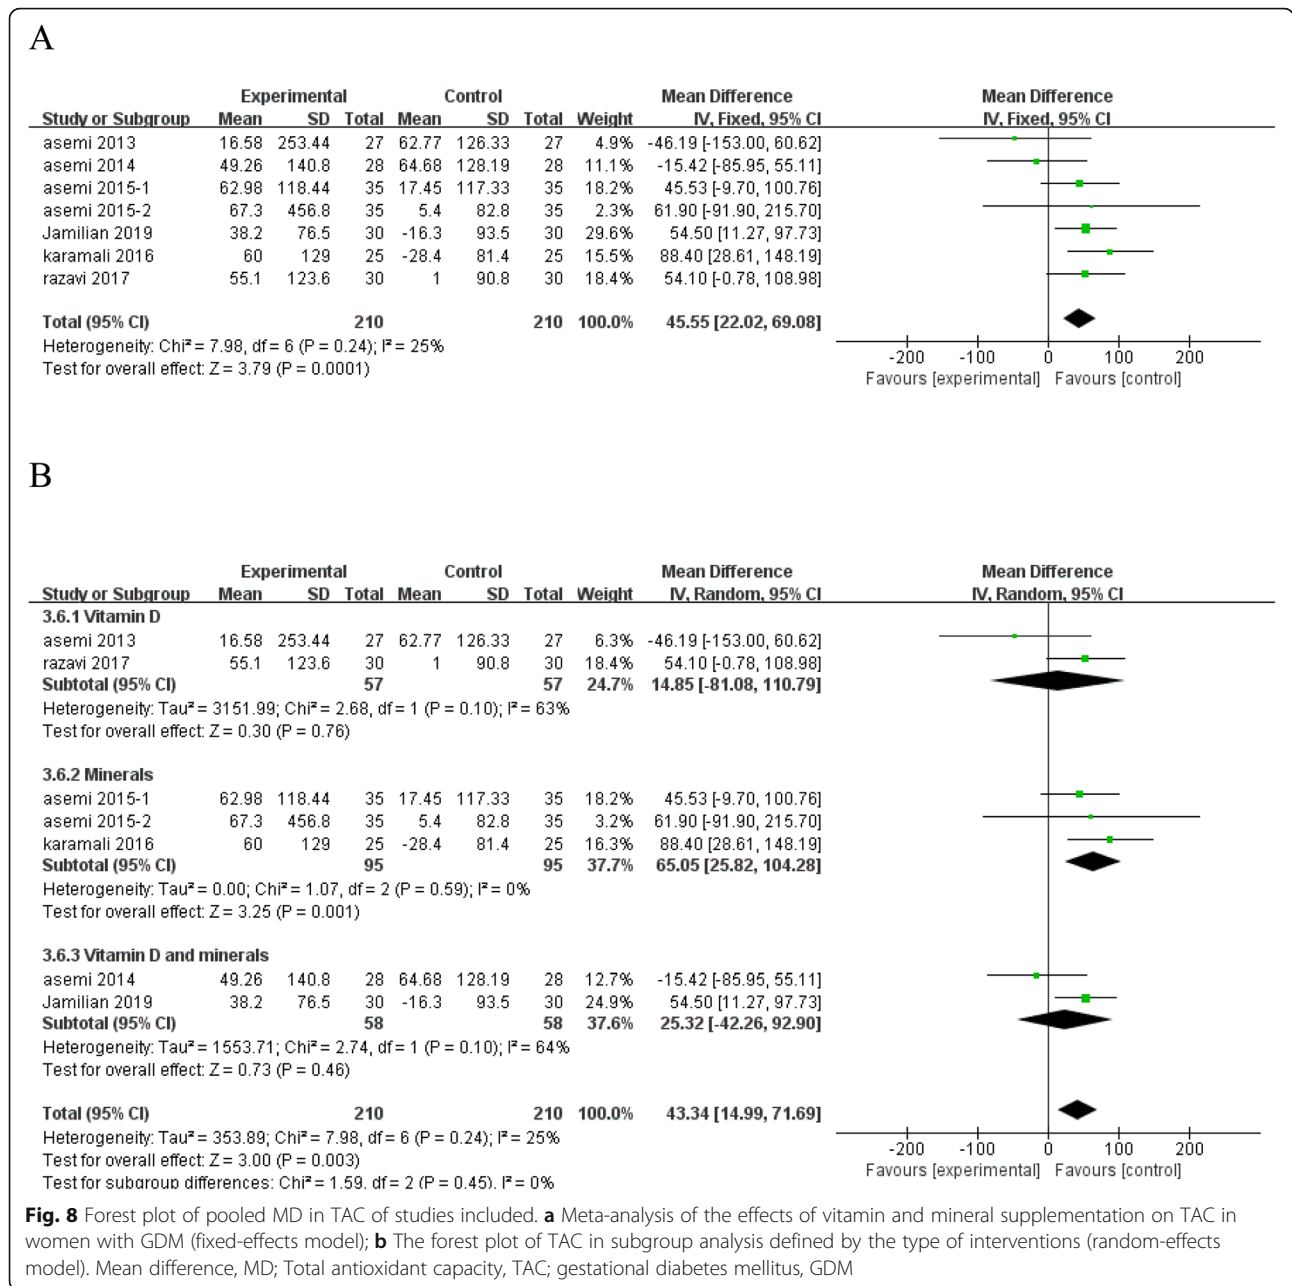 A
Experimental Control Mean Difference Mean Difference
Study or Subgroup Mean SD Total Mean SD Total Weight IV, Fixed, 95% CI IV, Fixed, 95% CI
asemi 2013 16.58 253.44 27 62.77 126.33 27 4.9% -46.19 [-153.00, 60.62]
asemi 2014 49.26 140.8 28 64.68 128.19 28 11.1% -15.42 [-85.95, 55.11]
asemi 2015-1 62.98 118.44 35 17.45 117.33 35 18.2% 45.53 [-9.70, 100.76]
asemi 2015-2 67.3 456.8 35 5.4 82.8 35 2.3% 61.90 [-91.90, 215.70]
Jamilian 2019 38.2 76.5 30 -16.3 93.5 30 29.6% 54.50 [11.27, 97.73]
karamali 2016 60 129 25 -28.4 81.4 25 15.5% 88.40 [28.61, 148.19]
razavi 2017 55.1 123.6 30 1 90.8 30 18.4% 54.10 [-0.78, 108.98]
Total (95% CI) 210 210 100.0% 45.55 [22.02, 69.08]
Heterogeneity: Chi² = 7.98, df = 6 (P = 0.24); I² = 25%
Test for overall effect: Z = 3.79 (P = 0.0001)
-200 -100 0 100 200
Favours [experimental] Favours [control]
B
Experimental Control Mean Difference Mean Difference
Study or Subgroup Mean SD Total Mean SD Total Weight IV, Random, 95% CI IV, Random, 95% CI
3.6.1 Vitamin D
asemi 2013 16.58 253.44 27 62.77 126.33 27 6.3% -46.19 [-153.00, 60.62]
razavi 2017 55.1 123.6 30 1 90.8 30 18.4% 54.10 [-0.78, 108.98]
Subtotal (95% CI) 57 57 24.7% 14.85 [-81.08, 110.79]
Heterogeneity: Tau² = 3151.99; Chi² = 2.68, df = 1 (P = 0.10); I² = 63%
Test for overall effect: Z = 0.30 (P = 0.76)
3.6.2 Minerals
asemi 2015-1 62.98 118.44 35 17.45 117.33 35 18.2% 45.53 [-9.70, 100.76]
asemi 2015-2 67.3 456.8 35 5.4 82.8 35 3.2% 61.90 [-91.90, 215.70]
karamali 2016 60 129 25 -28.4 81.4 25 16.3% 88.40 [28.61, 148.19]
Subtotal (95% CI) 95 95 37.7% 65.05 [25.82, 104.28]
Heterogeneity: Tau² = 0.00; Chi² = 1.07, df = 2 (P = 0.59); I² = 0%
Test for overall effect: Z = 3.25 (P = 0.001)
3.6.3 Vitamin D and minerals
asemi 2014 49.26 140.8 28 64.68 128.19 28 12.7% -15.42 [-85.95, 55.11]
Jamilian 2019 38.2 76.5 30 -16.3 93.5 30 24.9% 54.50 [11.27, 97.73]
Subtotal (95% CI) 58 58 37.6% 25.32 [-42.26, 92.90]
Heterogeneity: Tau² = 1553.71; Chi² = 2.74, df = 1 (P = 0.10); I² = 64%
Test for overall effect: Z = 0.73 (P = 0.46)
Total (95% CI) 210 210 100.0% 43.34 [14.99, 71.69]
Heterogeneity: Tau² = 353.89; Chi² = 7.98, df = 6 (P = 0.24); I² = 25%
Test for overall effect: Z = 3.00 (P = 0.003)
Test for subgroup differences: Chi² = 1.59, df = 2 (P = 0.45), I² = 0%
-200 -100 0 100 200
Favours [experimental] Favours [control]
Fig. 8 Forest plot of pooled MD in TAC of studies included. a Meta-analysis of the effects of vitamin and mineral supplementation on TAC in
women with GDM (fixed-effects model); b The forest plot of TAC in subgroup analysis defined by the type of interventions (random-effects
model). Mean difference, MD; Total antioxidant capacity, TAC; gestational diabetes mellitus, GDM